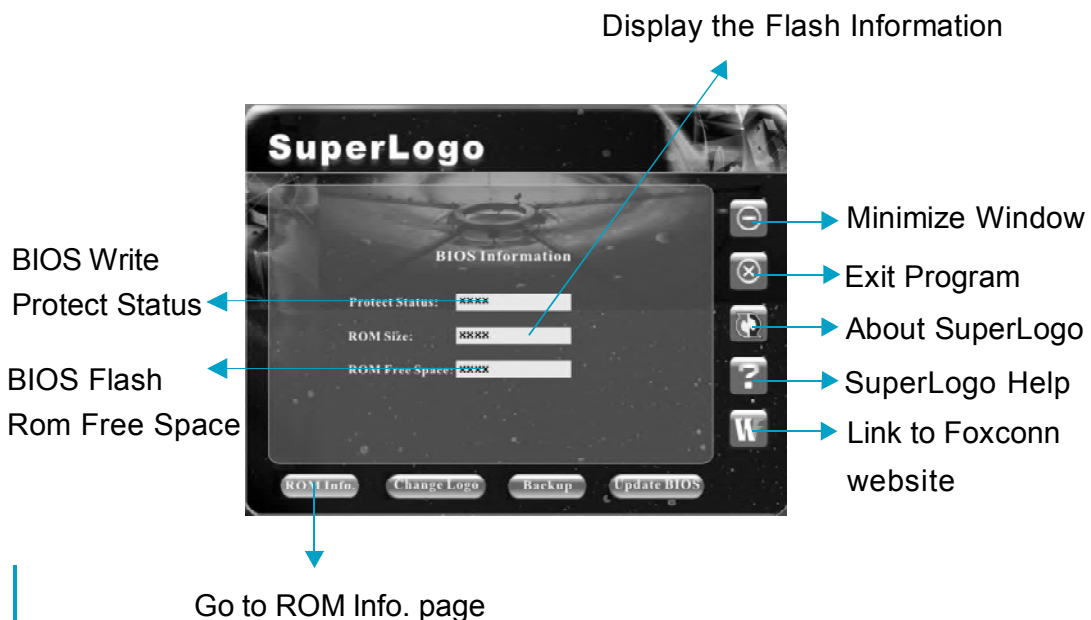 Display the Flash Information
SuperLogo
Minimize Window
BIOS Information
BIOS Write
Protect Status
Exit Program
Protect Status: xxxx
About SuperLogo
ROM Size: xxxx
ROM Free Space: xxxx
BIOS Flash
Rom Free Space
?
SuperLogo Help
W
Link to Foxconn
website
ROM Info. Change Logo Backup Update BIOS
Go to ROM Info. page